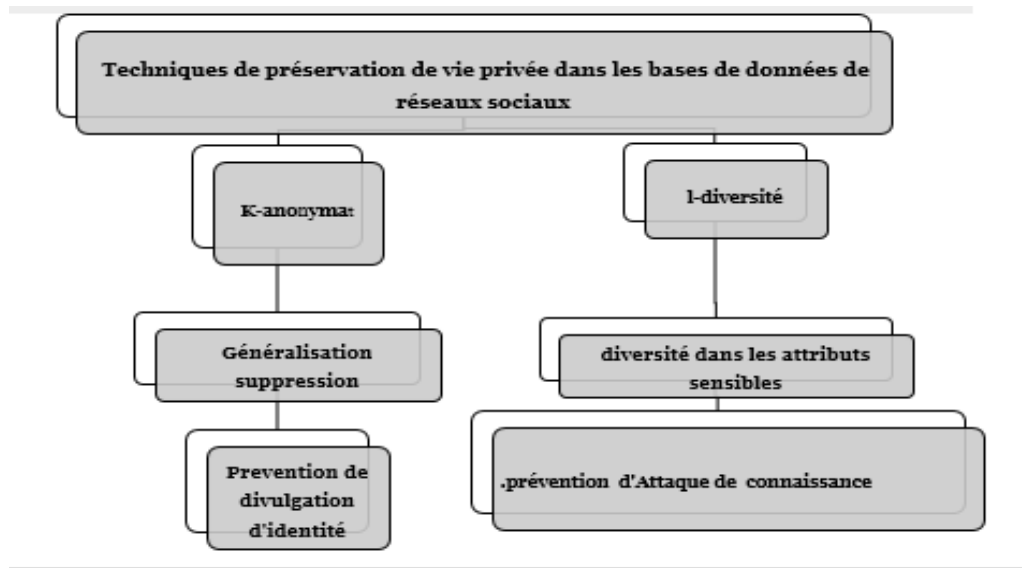 Techniques de préservation de vie privée dans les bases de données de
réseaux sociaux
K-anonymat
l-diversité
Généralisation
suppression
diversité dans les attributs
sensibles
Prevention de
divulgation
d'identité
.prévention d'Attaque de connaissance